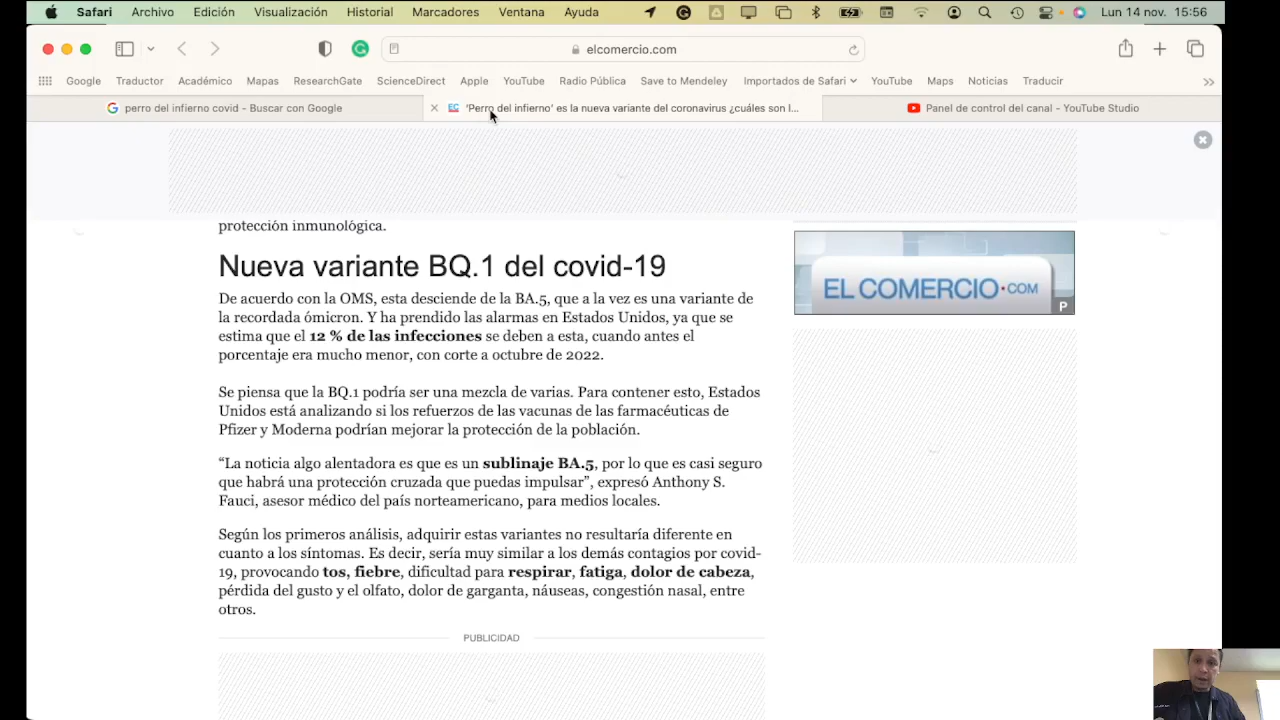 Safari Archivo Edición Visualización Historial Marcadores Ventana Ayuda Lun 14 nov. 15:56
elcomercio.com
Google Traductor Académico Mapas ResearchGate ScienceDirect Apple YouTube Radio Pública Save to Mendeley Importados de Safari YouTube Maps Noticias Traducir
perro del infierno covid - Buscar con Google
EC 'Perro del infierno' es la nueva variante del coronavirus ¿cuáles son l...
Panel de control del canal - YouTube Studio
protección inmunológica.
Nueva variante BQ.1 del covid-19
De acuerdo con la OMS, esta desciende de la BA.5, que a la vez es una variante de
la recordada ómicron. Y ha prendido las alarmas en Estados Unidos, ya que se
estima que el 12 % de las infecciones se deben a esta, cuando antes el
porcentaje era mucho menor, con corte a octubre de 2022.
Se piensa que la BQ.1 podría ser una mezcla de varias. Para contener esto, Estados
Unidos está analizando si los refuerzos de las vacunas de las farmacéuticas de
Pfizer y Moderna podrían mejorar la protección de la población.
“La noticia algo alentadora es que es un sublinaje BA.5, por lo que es casi seguro
que habrá una protección cruzada que puedas impulsar”, expresó Anthony S.
Fauci, asesor médico del país norteamericano, para medios locales.
Según los primeros análisis, adquirir estas variantes no resultaría diferente en
cuanto a los síntomas. Es decir, sería muy similar a los demás contagios por covid-
19, provocando tos, fiebre, dificultad para respirar, fatiga, dolor de cabeza,
pérdida del gusto y el olfato, dolor de garganta, náuseas, congestión nasal, entre
otros.
PUBLICIDAD
EL COMERCIO.COM
P